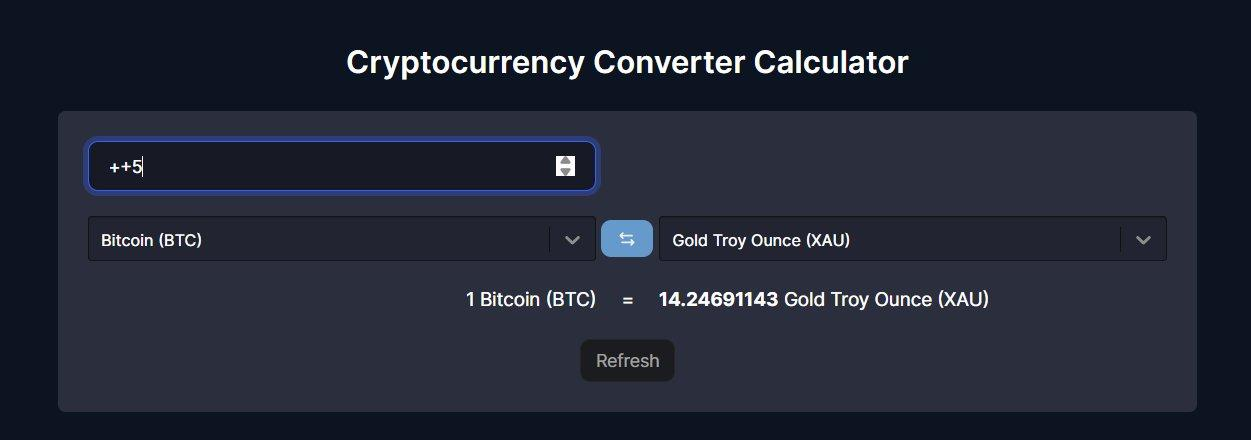 Cryptocurrency Converter Calculator
++5
Bitcoin (BTC) Gold Troy Ounce (XAU)
1 Bitcoin (BTC) = 14.24691143 Gold Troy Ounce (XAU)
Refresh